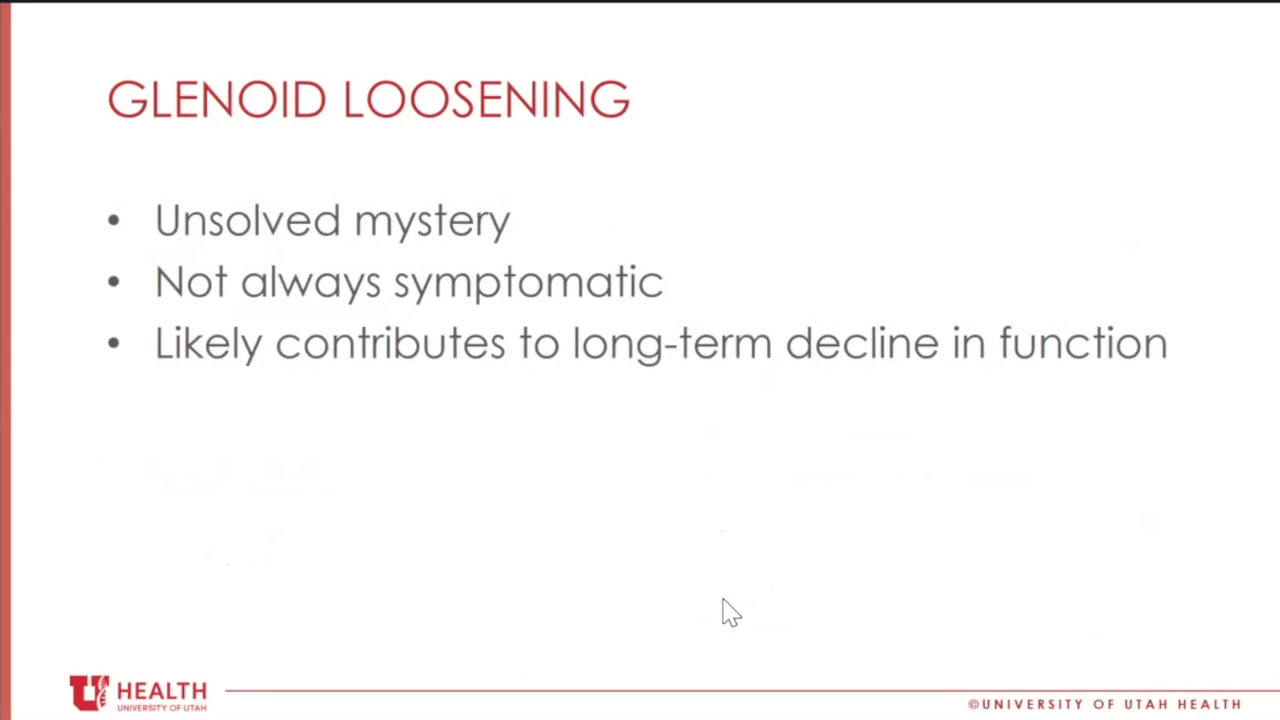 GLENOID LOOSENING
• Unsolved mystery
• Not always symptomatic
• Likely contributes to long-term decline in function
U HEALTH
UNIVERSITY OF UTAH
©UNIVERSITY OF UTAH HEALTH